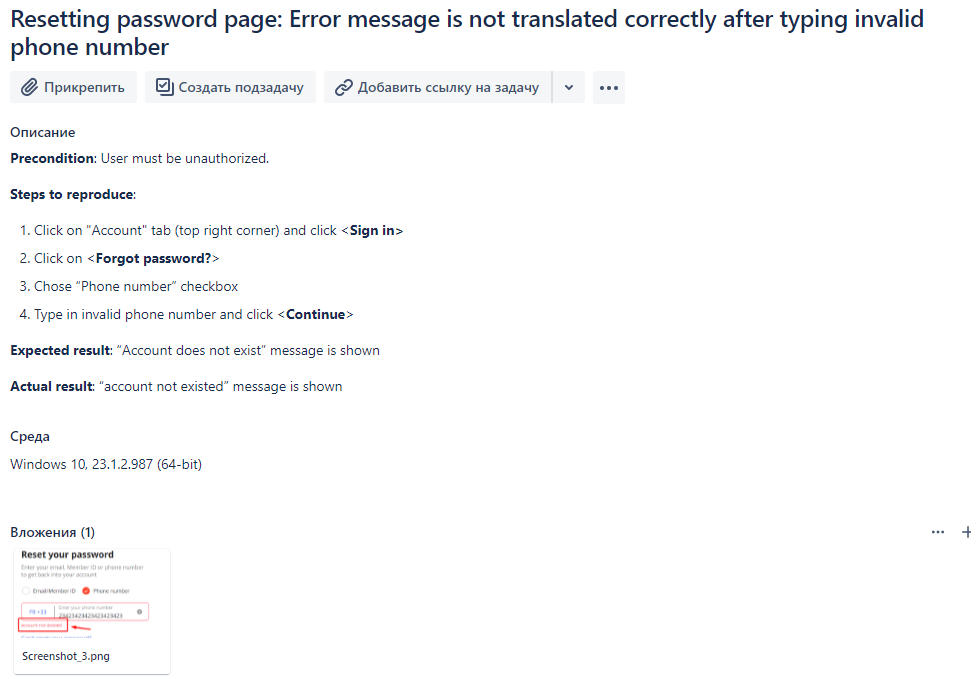 Resetting password page: Error message is not translated correctly after typing invalid
phone number
Прикрепить
Создать подзадачу
Добавить ссылку на задачу
Описание
Precondition: User must be unauthorized.
Steps to reproduce:
1. Click on "Account" tab (top right corner) and click <Sign in>
2. Click on <Forgot password?>
3. Chose “Phone number” checkbox
4. Type in invalid phone number and click <Continue>
Expected result: “Account does not exist” message is shown
Actual result: “account not existed” message is shown
Среда
Windows 10, 23.1.2.987 (64-bit)
Вложения (1)
Reset your password
Enter your email, Member ID or phone number
to get back into your account
Email/Member ID
Phone number
Enter your phone number
FR +33
account not existed
Screenshot_3.png